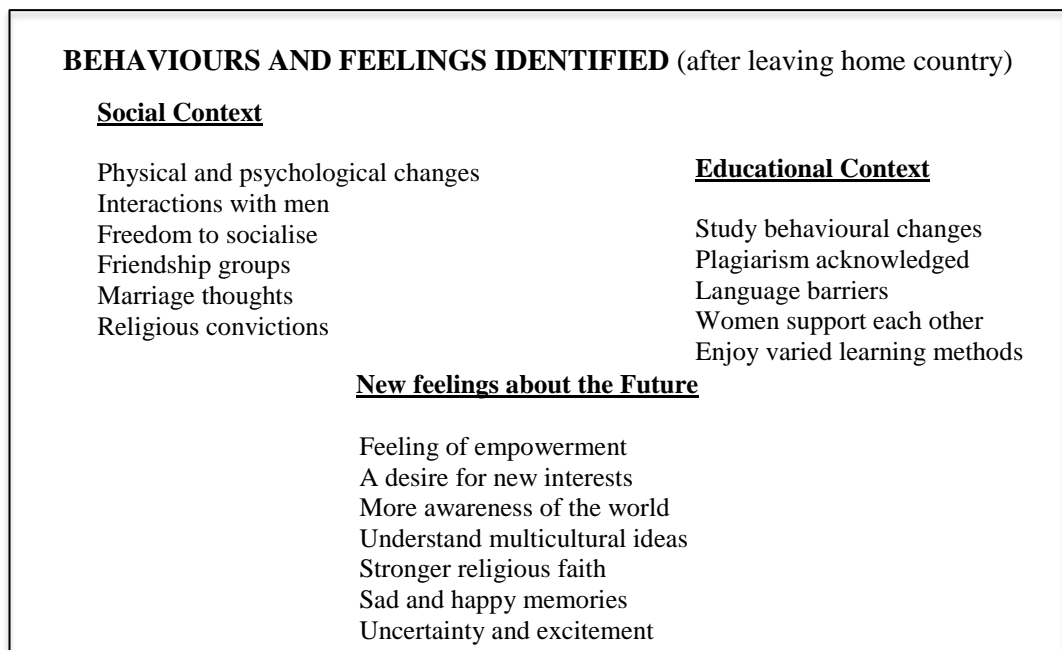 BEHAVIOURS AND FEELINGS IDENTIFIED (after leaving home country)
Social Context
Physical and psychological changes
Interactions with men
Freedom to socialise
Friendship groups
Marriage thoughts
Religious convictions
Educational Context
Study behavioural changes
Plagiarism acknowledged
Language barriers
Women support each other
Enjoy varied learning methods
New feelings about the Future
Feeling of empowerment
A desire for new interests
More awareness of the world
Understand multicultural ideas
Stronger religious faith
Sad and happy memories
Uncertainty and excitement